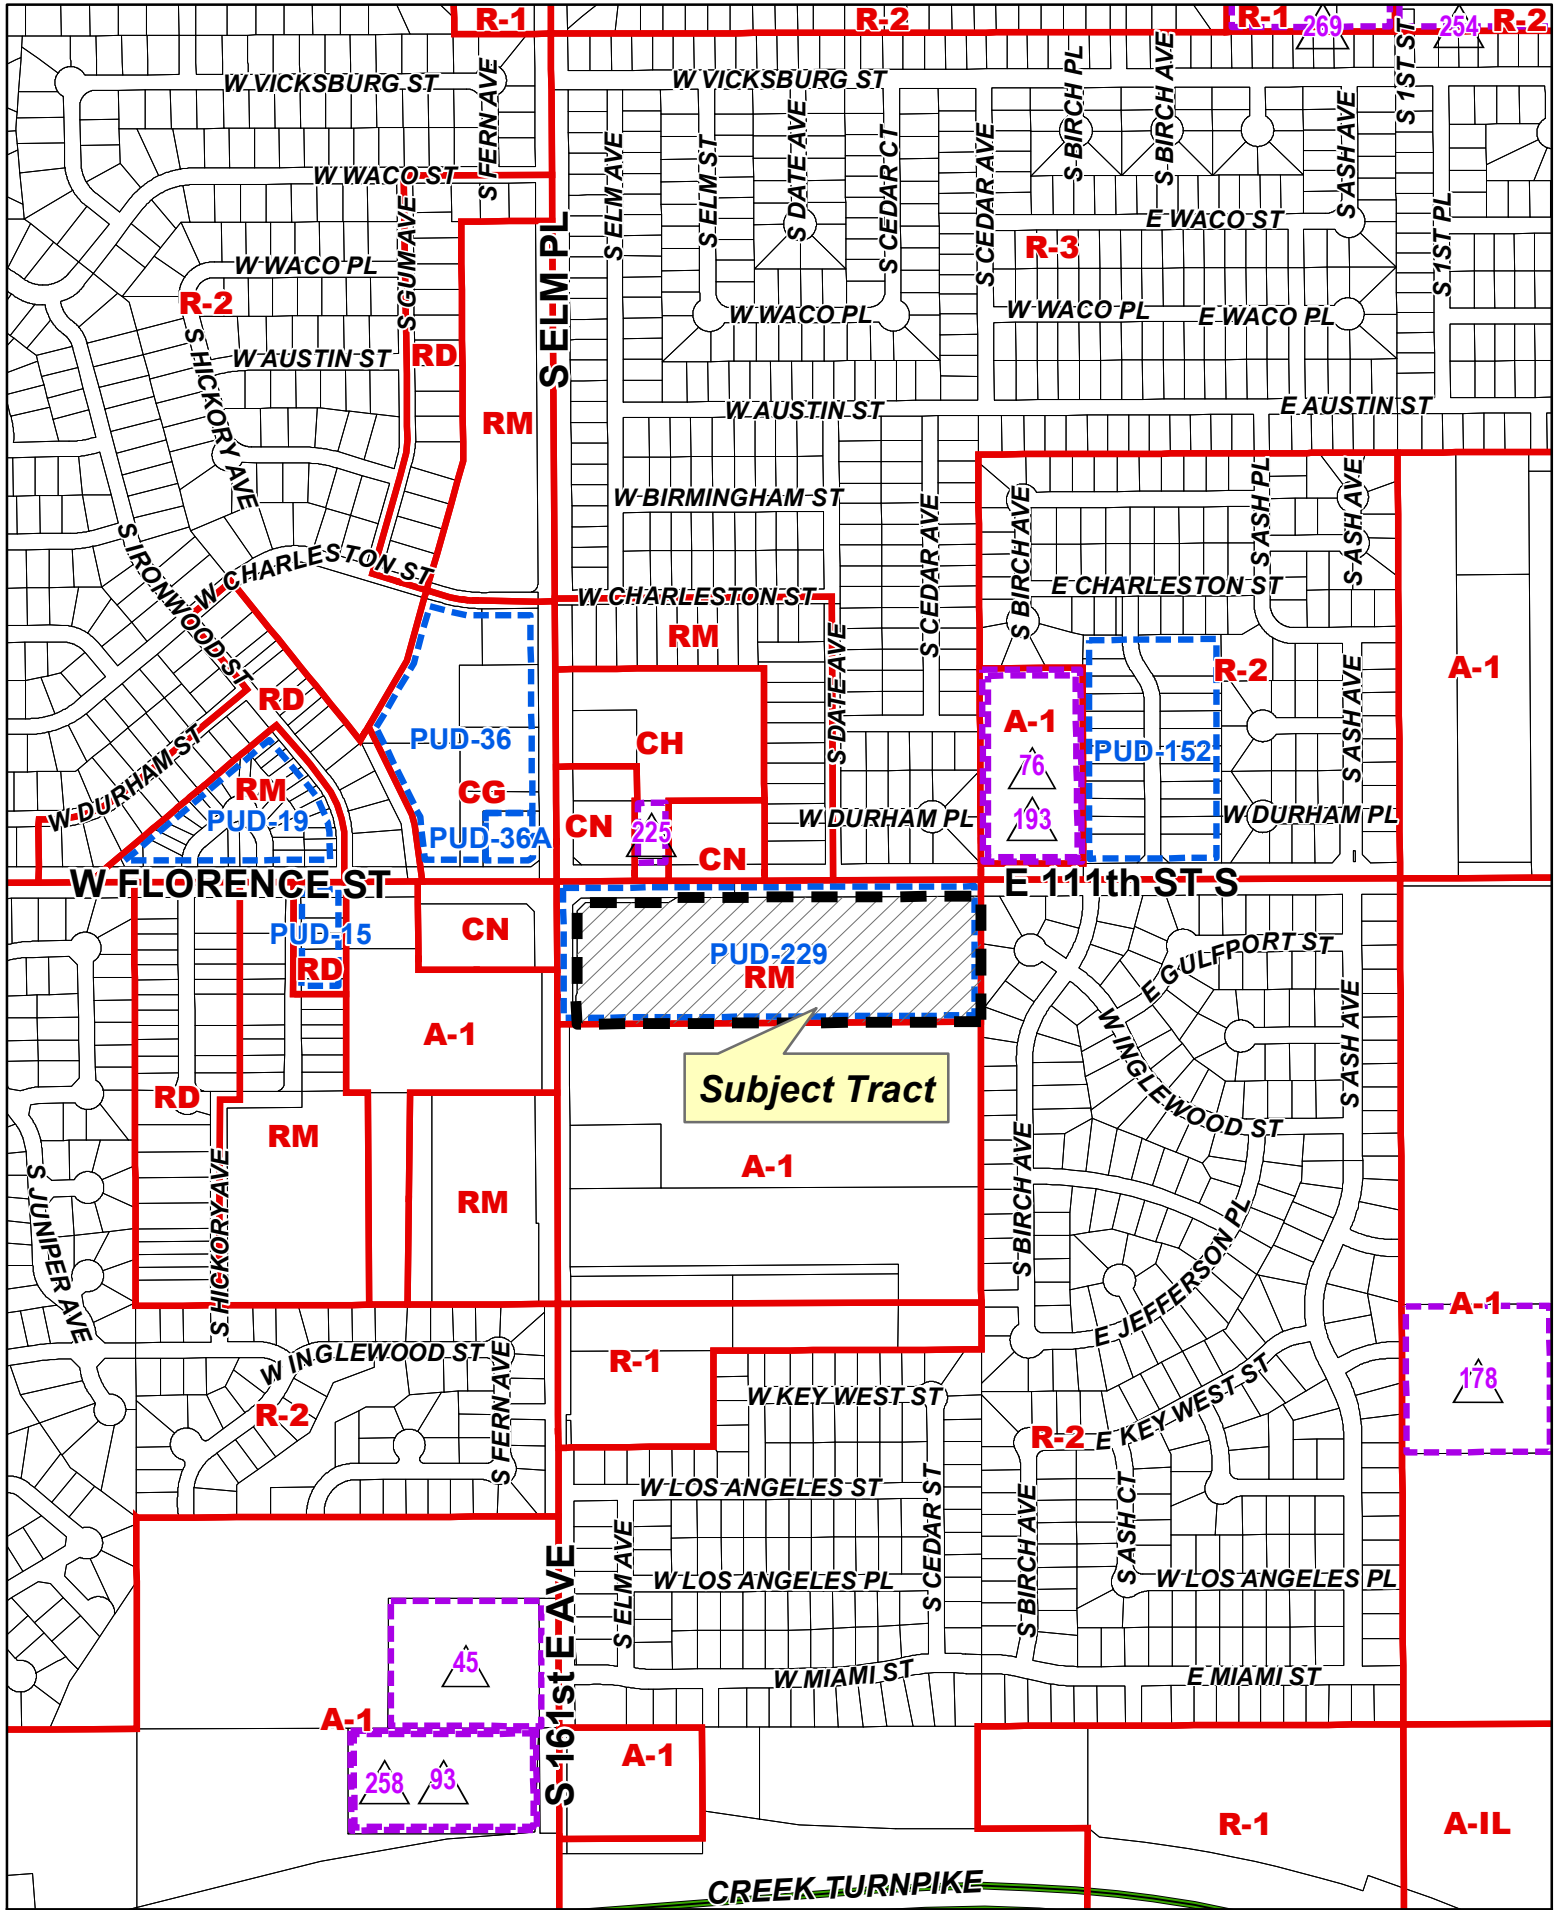 R-1
R-2
R-1
269
254
R-2
S 1ST ST
W VICKSBURG ST
W VICKSBURG ST
S FERN AVE
S BIRCH PL
S BIRCH AVE
S ASH AVE
S ELM AVE
S ELM ST
S DATE AVE
S CEDAR CT
S CEDAR AVE
W WACO ST
S GUM AVE
S ELM PL
E WACO ST
S 1ST PL
R-3
W WACO PL
R-2
W WACO PL
W WACO PL
E WACO PL
S HICKORY AVE
W AUSTIN ST
RD
RM
W AUSTIN ST
E AUSTIN ST
W BIRMINGHAM ST
S CEDAR AVE
S BIRCH AVE
S ASH PL
S ASH AVE
S IRONWOOD ST
W CHARLESTON ST
W CHARLESTON ST
E CHARLESTON ST
RM
S DATE AVE
R-2
A-1
S ASH AVE
RD
W DURHAM ST
PUD-36
CH
A-1
76
PUD-152
RM
CG
PUD-19
PUD-36A
CN
225
CN
W DURHAM PL
193
W DURHAM PL
W FLORENCE ST
E 111th ST S
PUD-15
CN
RD
PUD-229
RM
E GULFPORT ST
A-1
Subject Tract
W INGLEWOOD ST
S ASH AVE
RD
RM
S JUNIPER AVE
S HICKORY AVE
RM
A-1
S BIRCH AVE
E JEFFERSON PL
A-1
W INGLEWOOD ST
R-1
178
S FERN AVE
R-2
W KEY WEST ST
R-2
E KEY WEST ST
W LOS ANGELES ST
S CEDAR ST
S BIRCH AVE
S ASH CT
S ELM AVE
W LOS ANGELES PL
W LOS ANGELES PL
S 161st E AVE
45
W MIAMI ST
E MIAMI ST
A-1
A-1
258
93
R-1
A-IL
CREEK TURNPIKE